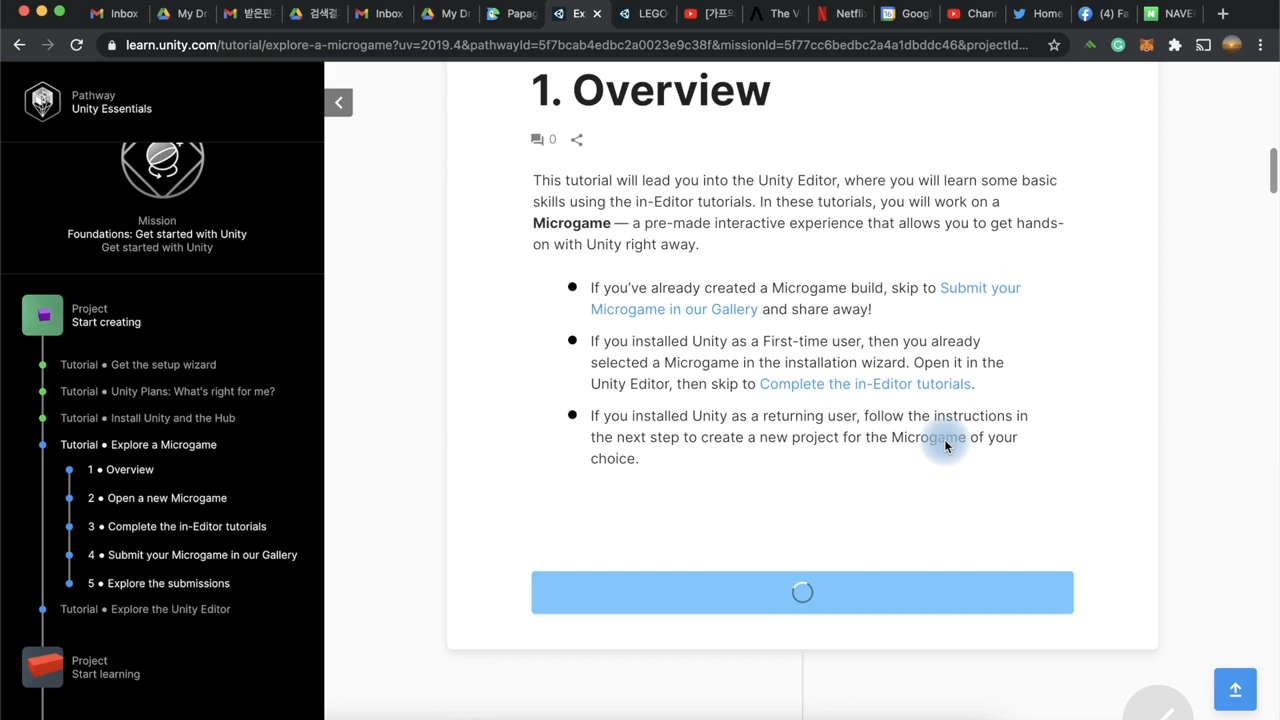 Inbox
My Dr
받은편
검색결
Inbox
My Dr
Papag
Ex
LEGO
[가프의
The V
Netfli
Googl
Chann
Home
(4) Fa
NAVE
learn.unity.com/tutorial/explore-a-microgame?uv=2019.4&pathwayId=5f7bcab4edbc2a0023e9c38f&missionId=5f77cc6bedbc2a4a1dbddc46&projectId...
Pathway
Unity Essentials
Mission
Foundations: Get started with Unity
Get started with Unity
Project
Start creating
Tutorial ● Get the setup wizard
Tutorial ● Unity Plans: What's right for me?
Tutorial ● Install Unity and the Hub
Tutorial ● Explore a Microgame
1 ● Overview
2 ● Open a new Microgame
3 ● Complete the in-Editor tutorials
4 ● Submit your Microgame in our Gallery
5 ● Explore the submissions
Tutorial ● Explore the Unity Editor
Project
Start learning
1. Overview
0
This tutorial will lead you into the Unity Editor, where you will learn some basic
skills using the in-Editor tutorials. In these tutorials, you will work on a
Microgame — a pre-made interactive experience that allows you to get hands-
on with Unity right away.
● If you've already created a Microgame build, skip to Submit your
Microgame in our Gallery and share away!
● If you installed Unity as a First-time user, then you already
selected a Microgame in the installation wizard. Open it in the
Unity Editor, then skip to Complete the in-Editor tutorials.
● If you installed Unity as a returning user, follow the instructions in
the next step to create a new project for the Microgame of your
choice.